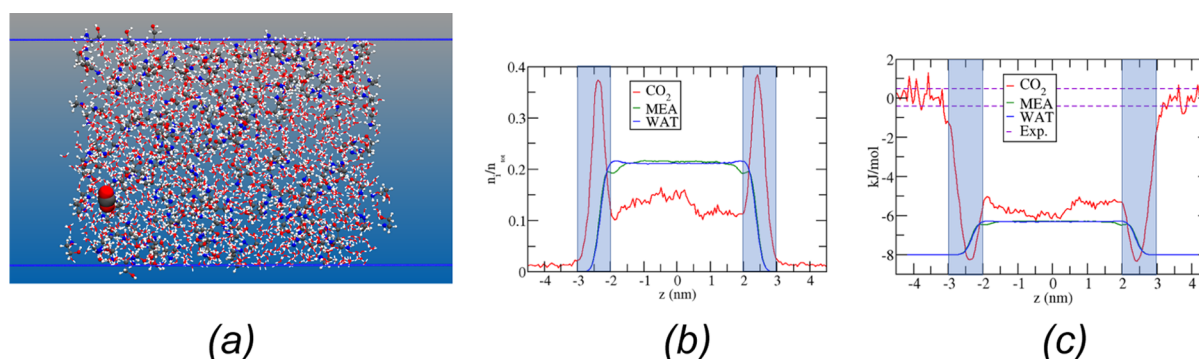 0.4
0.3
0.2
0.1
0
n_i/n_tot
CO2
MEA
WAT
-4 -3 -2 -1 0 1 2 3 4
z (nm)
2
0
-2
-4
-6
-8
kJ/mol
CO2
MEA
WAT
Exp.
-4 -3 -2 -1 0 1 2 3 4
z (nm)
(a)
(b)
(c)